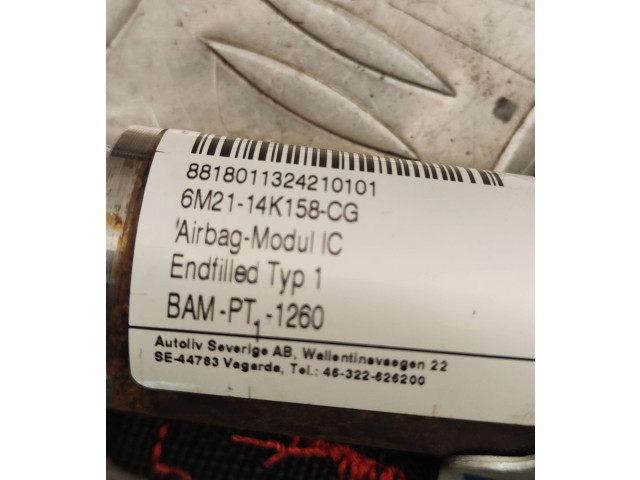 8818011324210101
6M21-14K158-CG
Airbag-Modul IC
Endfilled Typ 1
BAM-PT₁-1260
Autoliv Sverige AB, Wallentinsvaegen 22
SE-44783 Vagarda, Tel.: 46-322-626200